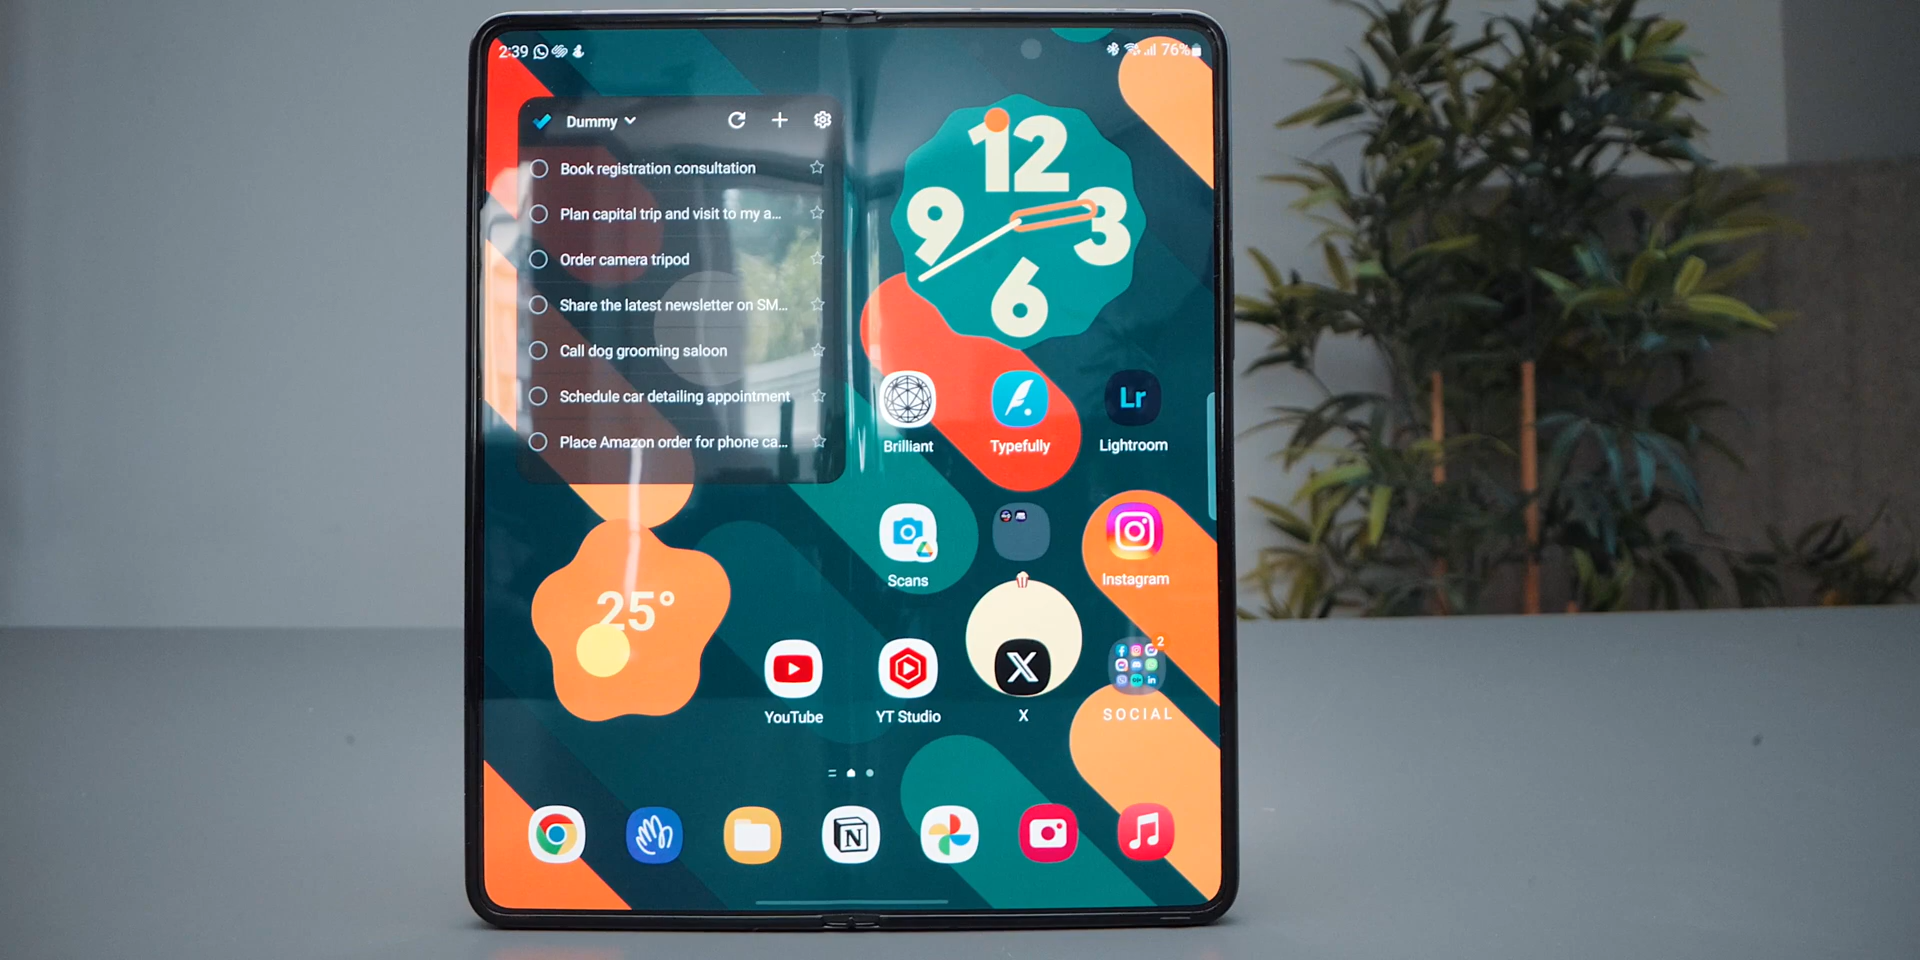 2:39
76%
Dummy
Book registration consultation
Plan capital trip and visit to my a...
Order camera tripod
Share the latest newsletter on SM...
Call dog grooming saloon
Schedule car detailing appointment
Place Amazon order for phone ca...
12
9
3
6
Lr
Brilliant
Typefully
Lightroom
Scans
Instagram
25°
2
X
YouTube
YT Studio
X
SOCIAL
N